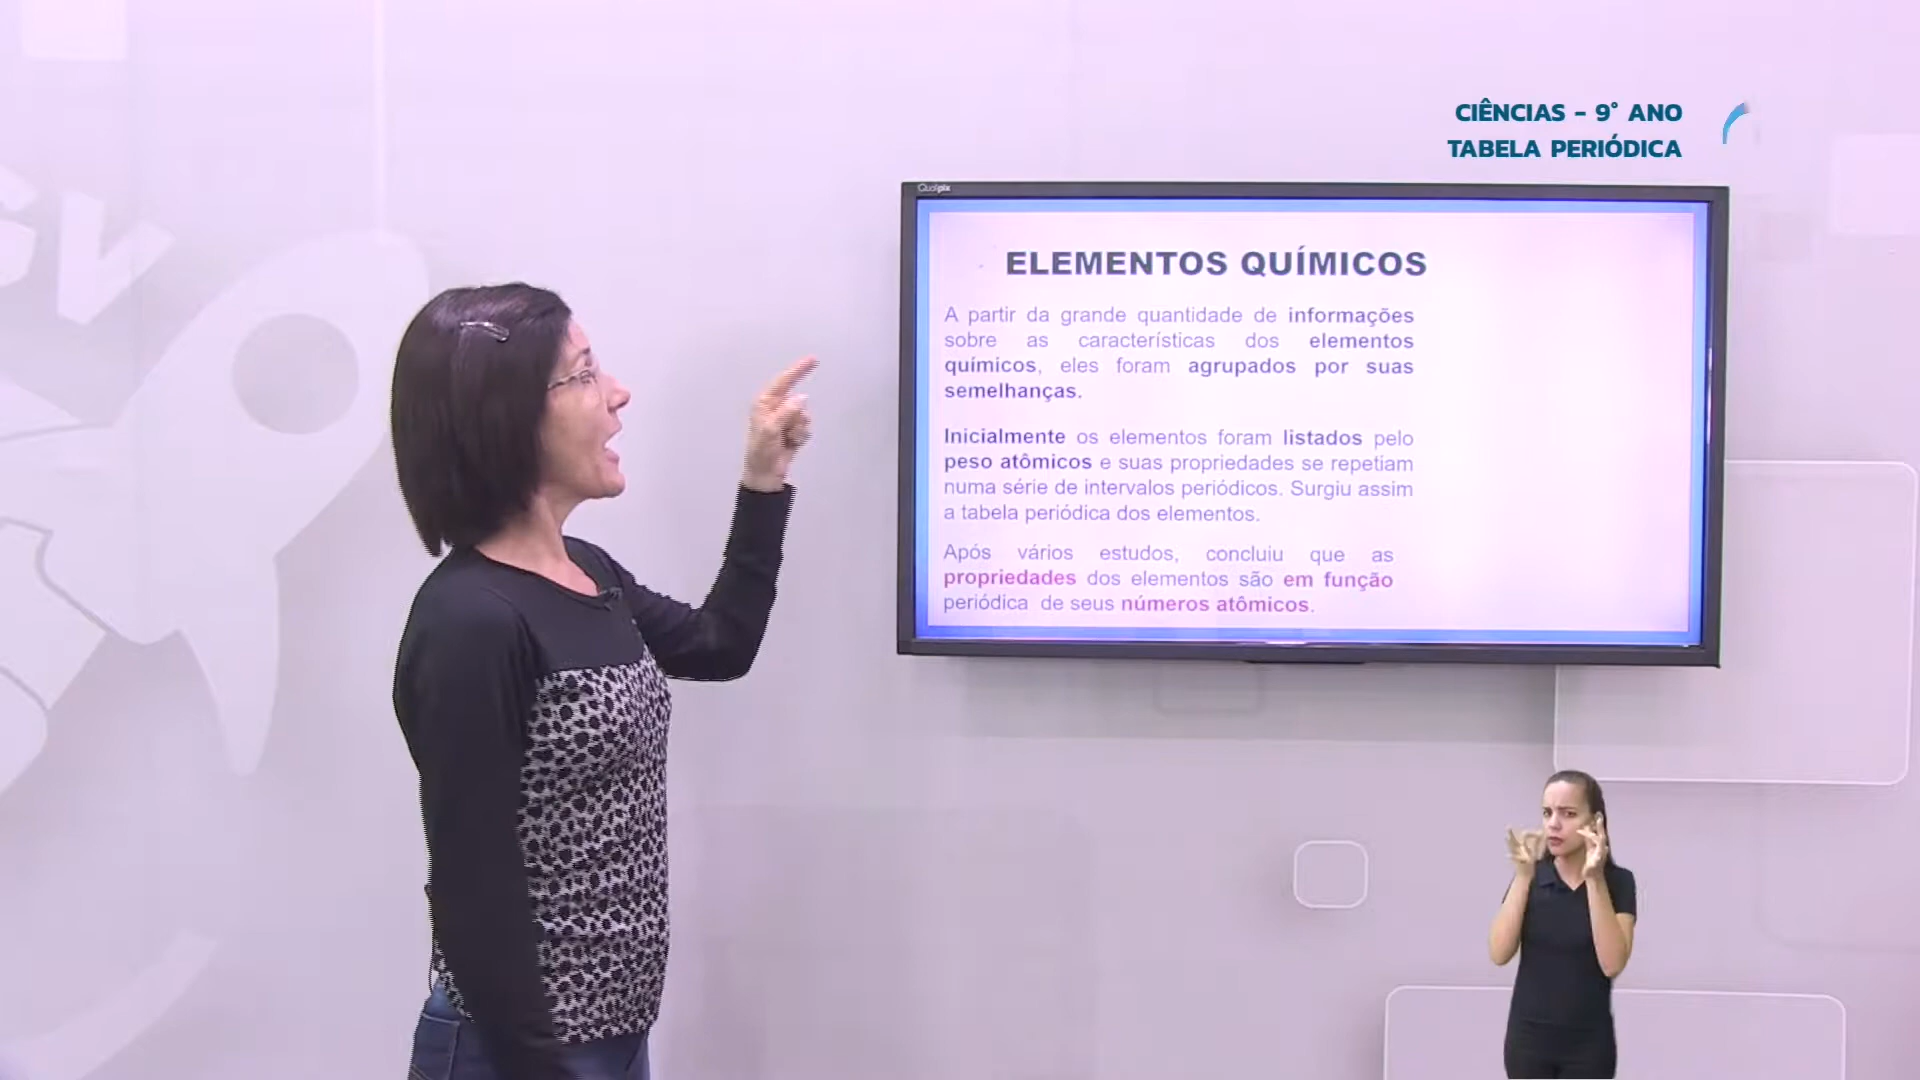 CIÊNCIAS - 9° ANO
TABELA PERIÓDICA
Qualipix
ELEMENTOS QUÍMICOS
A partir da grande quantidade de informações
sobre as características dos elementos
químicos, eles foram agrupados por suas
semelhanças.
Inicialmente os elementos foram listados pelo
peso atômicos e suas propriedades se repetiam
numa série de intervalos periódicos. Surgiu assim
a tabela periódica dos elementos.
Após vários estudos, concluiu que as
propriedades dos elementos são em função
periódica de seus números atômicos.